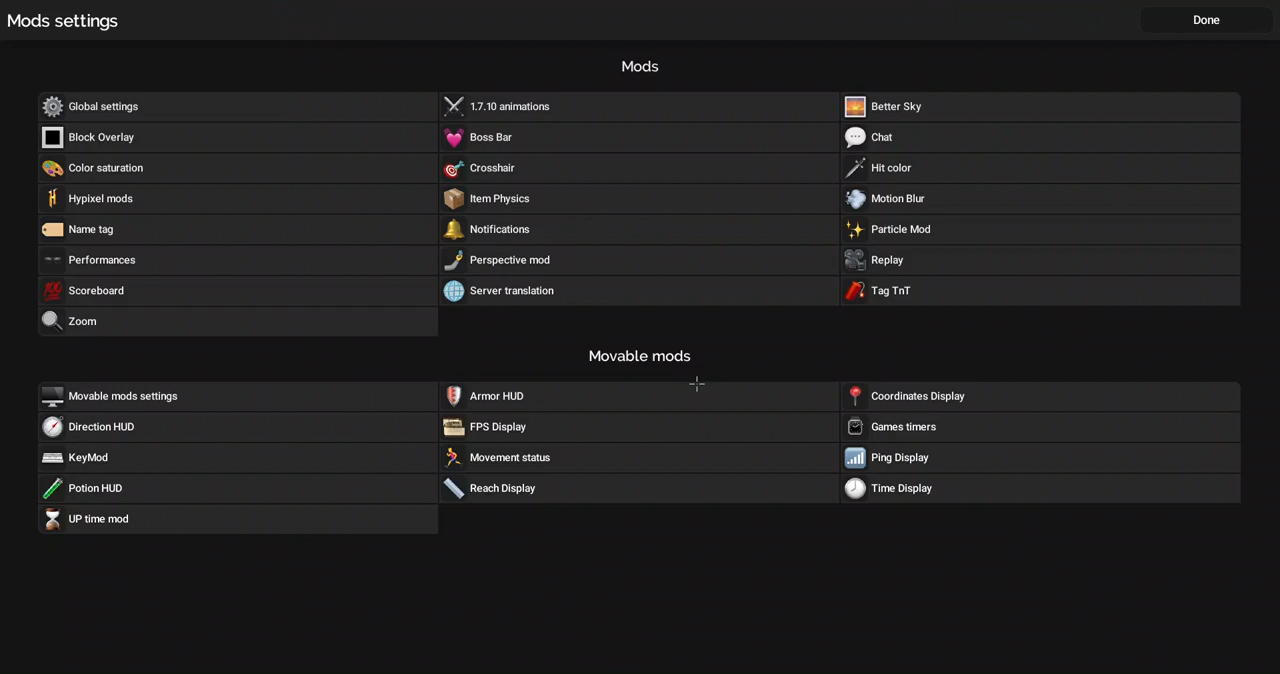 Mods settings
Done
Mods
Global settings
1.7.10 animations
Better Sky
Block Overlay
Boss Bar
Chat
Color saturation
Crosshair
Hit color
Hypixel mods
Item Physics
Motion Blur
Name tag
Notifications
Particle Mod
Performances
Perspective mod
Replay
Scoreboard
Server translation
Tag TnT
Zoom
Movable mods
Movable mods settings
Armor HUD
Coordinates Display
Direction HUD
FPS Display
Games timers
KeyMod
Movement status
Ping Display
Potion HUD
Reach Display
Time Display
UP time mod